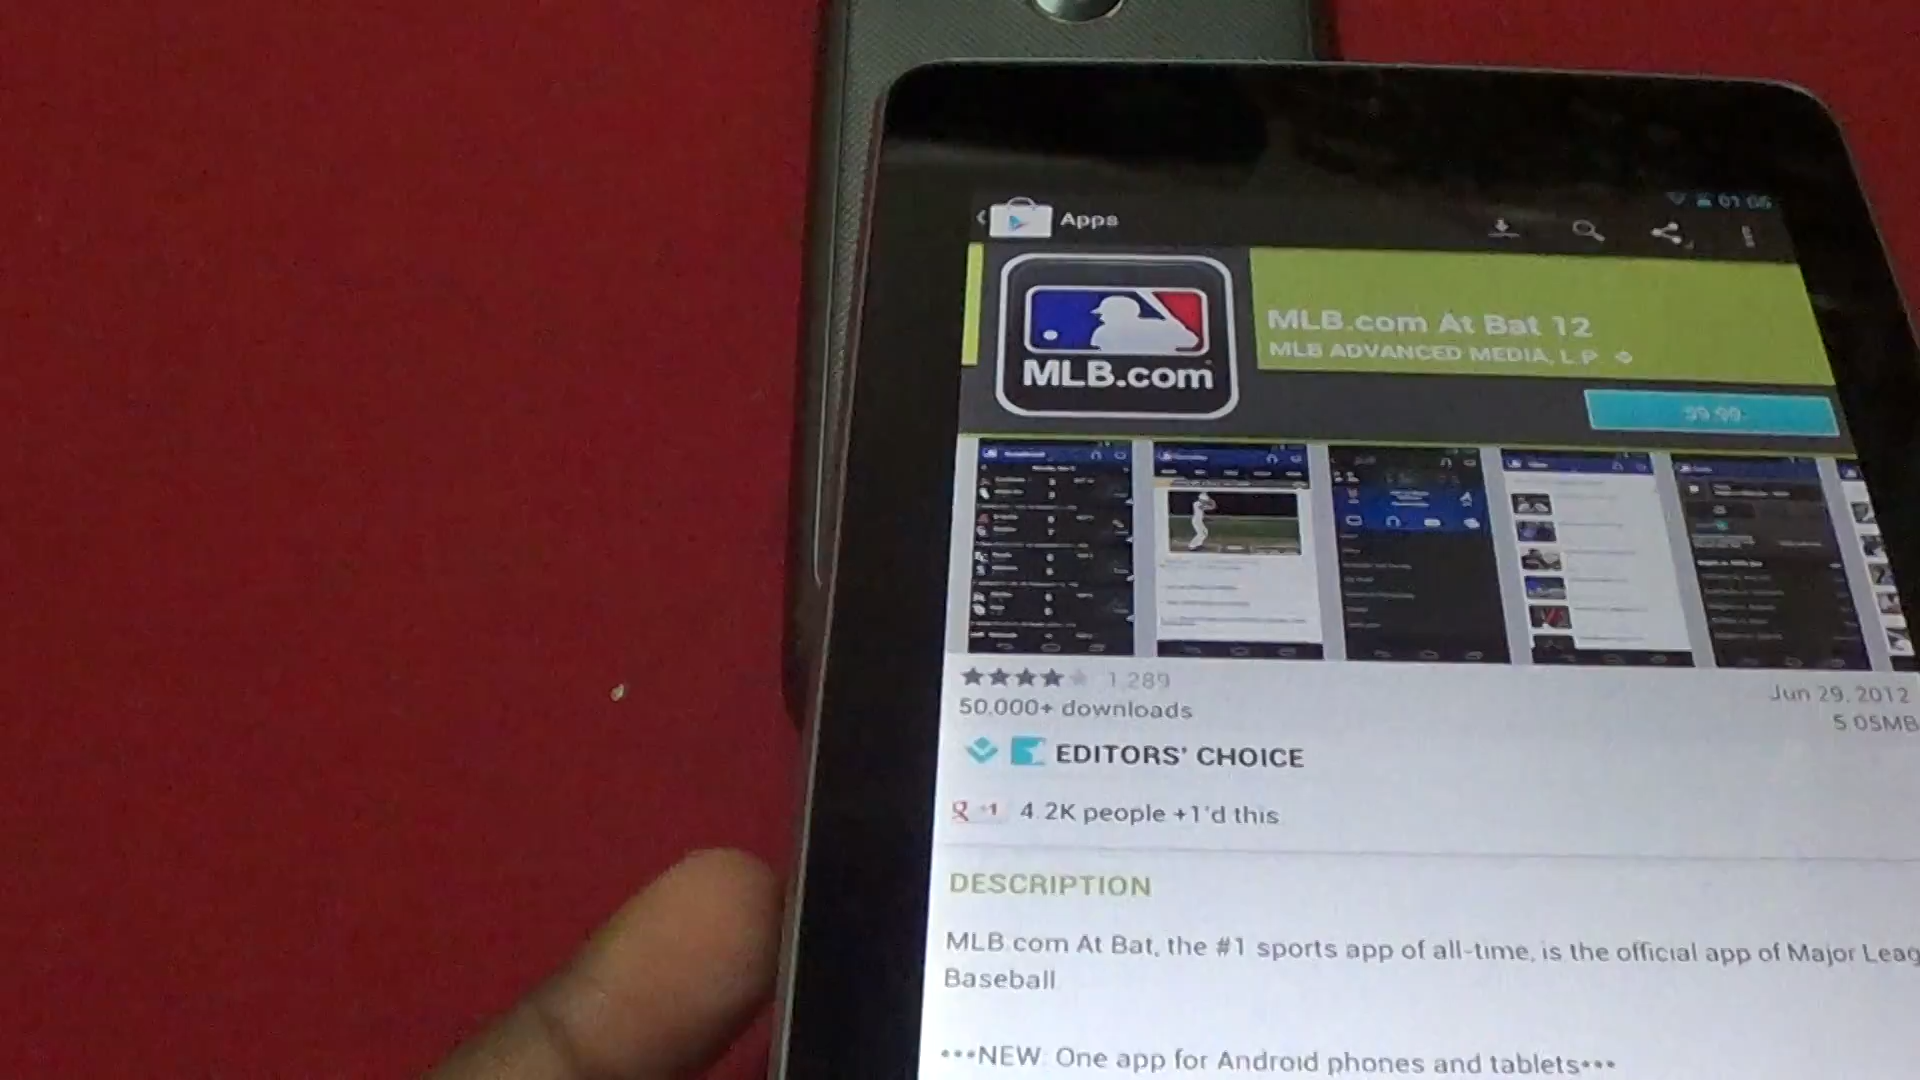 Apps
MLB.com At Bat 12
MLB ADVANCED MEDIA, L P
MLB.com
1,289
50,000+ downloads
Jun 29, 2012
5.05MB
EDITORS' CHOICE
g +1 4.2K people +1'd this
DESCRIPTION
MLB.com At Bat, the #1 sports app of all-time, is the official app of Major Leag
Baseball
***NEW: One app for Android phones and tablets***